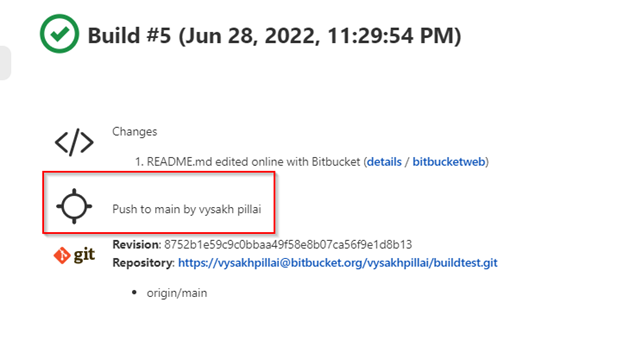 Build #5 (Jun 28, 2022, 11:29:54 PM)
Changes
1. README.md edited online with Bitbucket (details / bitbucketweb)
Push to main by vysakh pillai
git
Revision: 8752b1e59c9c0bbaa49f58e8b07ca56f9e1d8b13
Repository: https://vysakhpillai@bitbucket.org/vysakhpillai/buildtest.git
• origin/main